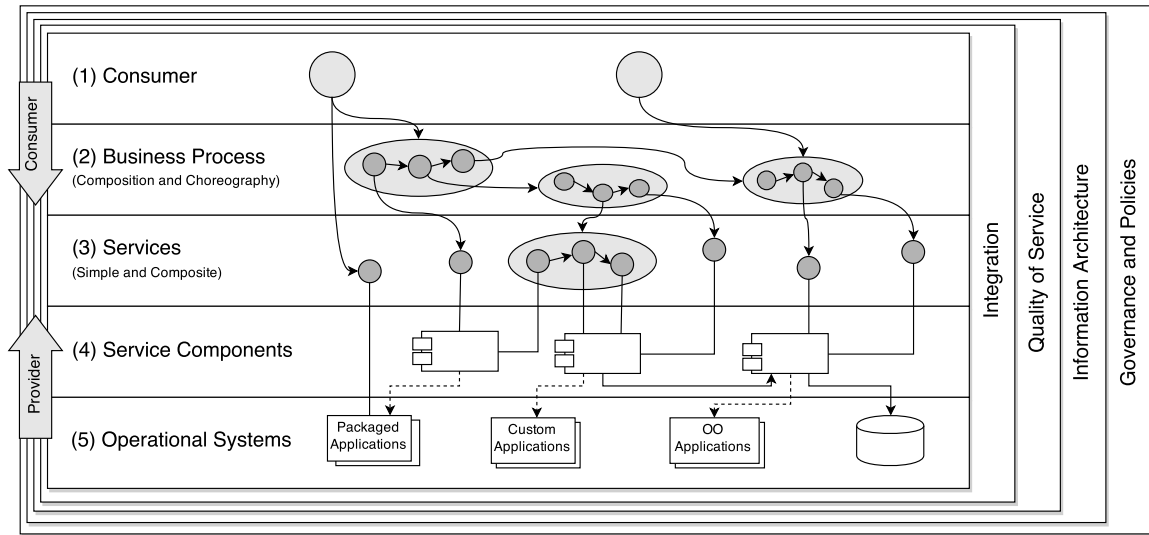 (1) Consumer
(2) Business Process
(Composition and Choreography)
(3) Services
(Simple and Composite)
(4) Service Components
(5) Operational Systems
Consumer
Provider
Packaged
Applications
Custom
Applications
OO
Applications
Integration
Quality of Service
Information Architecture
Governance and Policies